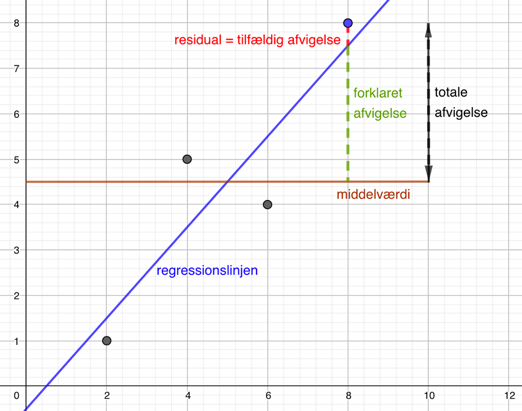 8
residual = tilfældig afvigelse
7
forklaret
afvigelse
totale
afvigelse
6
5
middelværdi
4
3
regressionslinjen
2
1
0 2 4 6 8 10 12